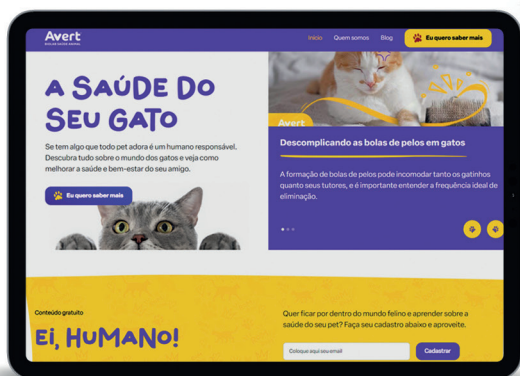 Avert
BIOLAB SAÚDE ANIMAL
Início
Quem somos
Blog
Eu quero saber mais
A SAÚDE DO
SEU GATO
Se tem algo que todo pet adora é um humano responsável.
Descubra tudo sobre o mundo dos gatos e veja como
melhorar a saúde e bem-estar do seu amigo.
Eu quero saber mais
Avert
Descomplicando as bolas de pelos em gatos
A formação de bolas de pelos pode incomodar tanto os gatinhos
quanto seus tutores, e é importante entender a frequência ideal de
eliminação.
Conteúdo gratuito
Ei, HuMANO!
Quer ficar por dentro do mundo felino e aprender sobre a
saúde do seu pet? Faça seu cadastro abaixo e aproveite.
Coloque aqui seu email
Cadastrar